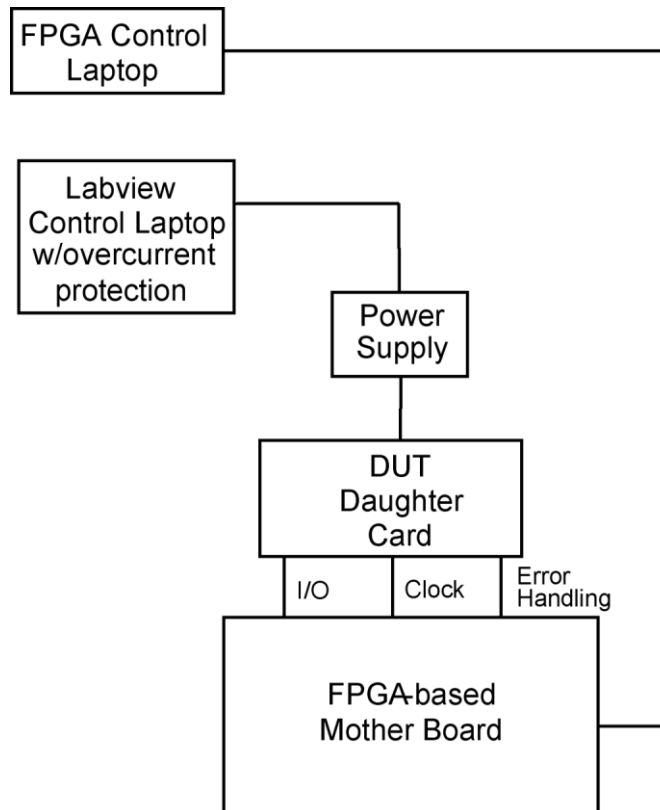 FPGA Control
Laptop
Labview
Control Laptop
w/overcurrent
protection
Power
Supply
DUT
Daughter
Card
I/O
Clock
Error
Handling
FPGA-based
Mother Board